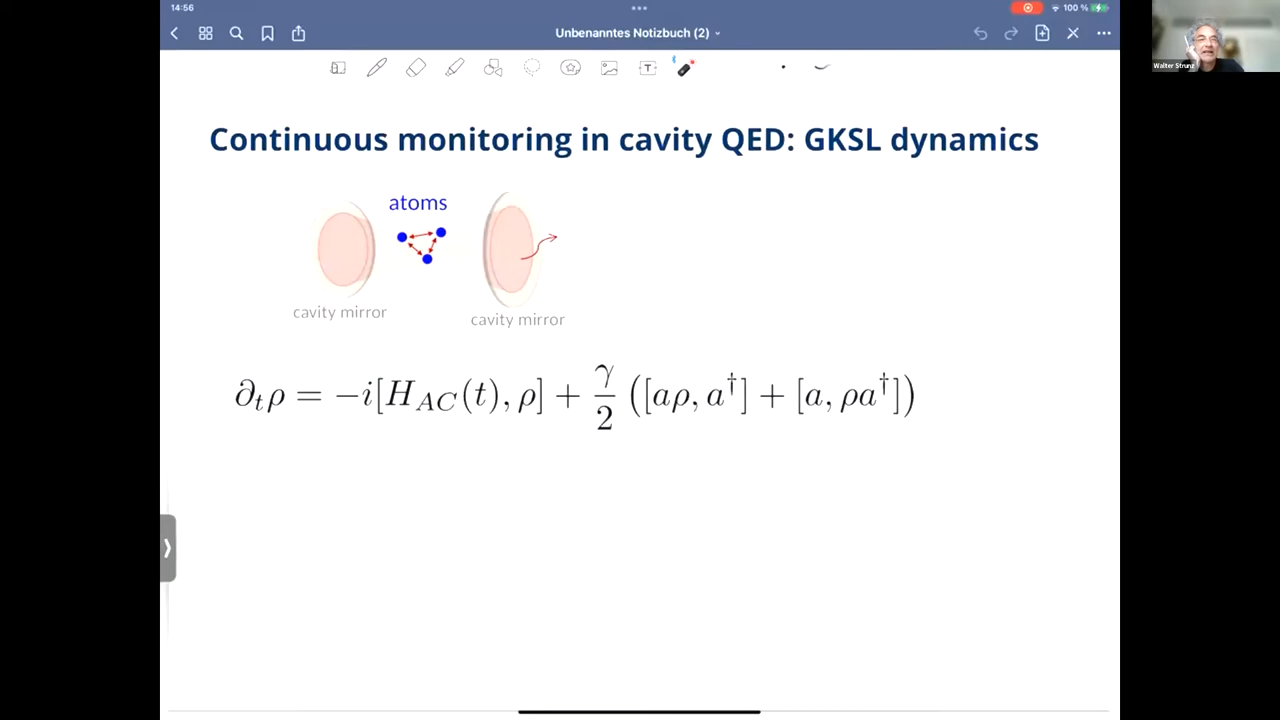 14:56
100 %
Unbenanntes Notizbuch (2)
T
Walter Strunz
Continuous monitoring in cavity QED: GKSL dynamics
atoms
cavity mirror
cavity mirror
∂ₜρ = −i[H_{AC}(t), ρ] + γ/2 ([aρ, a†] + [a, ρa†])